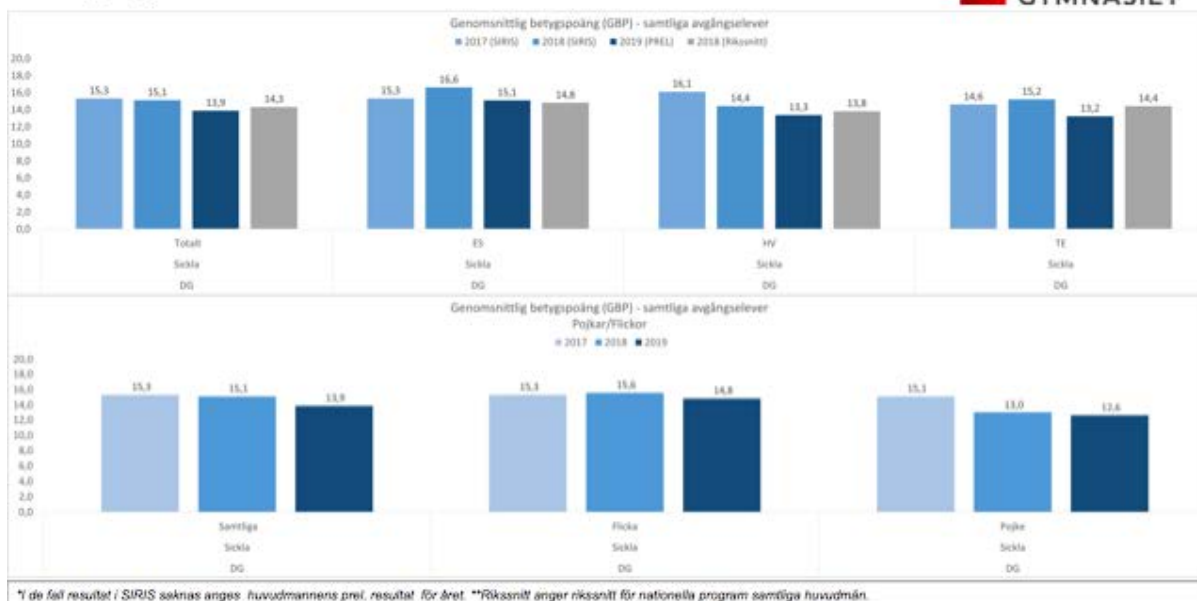 GYMNASIET
Genomsnittlig betygspoäng (GBP) - samtliga avgångselever
2017 (SIRIS) 2018 (SIRIS) 2019 (PREL) 2018 (Rikssnitt)
20,0
18,0
16,0
14,0
12,0
10,0
8,0
6,0
4,0
2,0
0,0
15,3 15,1 13,9 14,3 15,3 16,6 15,1 14,8 16,1 14,4 13,3 13,8 14,6 15,2 13,2 14,4
Totalt ES HV TE
Sickla Sickla Sickla Sickla
DG DG DG DG
Genomsnittlig betygspoäng (GBP) - samtliga avgångselever
Pojkar/Flickor
2017 2018 2019
20,0
18,0
16,0
14,0
12,0
10,0
8,0
6,0
4,0
2,0
0,0
15,3 15,1 13,9 15,3 15,6 14,8 15,1 13,0 12,6
Samtliga Flicka Pojke
Sickla Sickla Sickla
DG DG DG
*I de fall resultat i SIRIS saknas anges huvudmannens prel. resultat för året. **Rikssnitt anger rikssnitt för nationella program samtliga huvudmän.